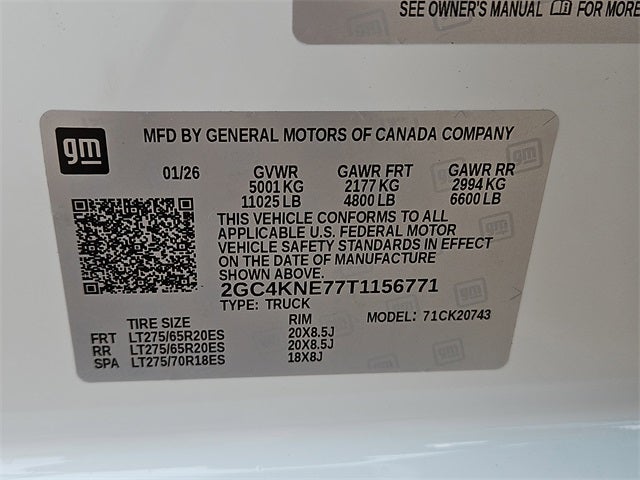 SEE OWNER'S MANUAL FOR MORE
gm
MFD BY GENERAL MOTORS OF CANADA COMPANY
01/26 GVWR GAWR FRT GAWR RR
5001 KG 2177 KG 2994 KG
11025 LB 4800 LB 6600 LB
THIS VEHICLE CONFORMS TO ALL
APPLICABLE U.S. FEDERAL MOTOR
VEHICLE SAFETY STANDARDS IN EFFECT
ON THE DATE OF MANUFACTURE
SHOWN ABOVE.
2GC4KNE77T1156771
TYPE: TRUCK
TIRE SIZE RIM MODEL: 71CK20743
FRT LT275/65R20ES 20X8.5J
RR LT275/65R20ES 20X8.5J
SPA LT275/70R18ES 18X8J